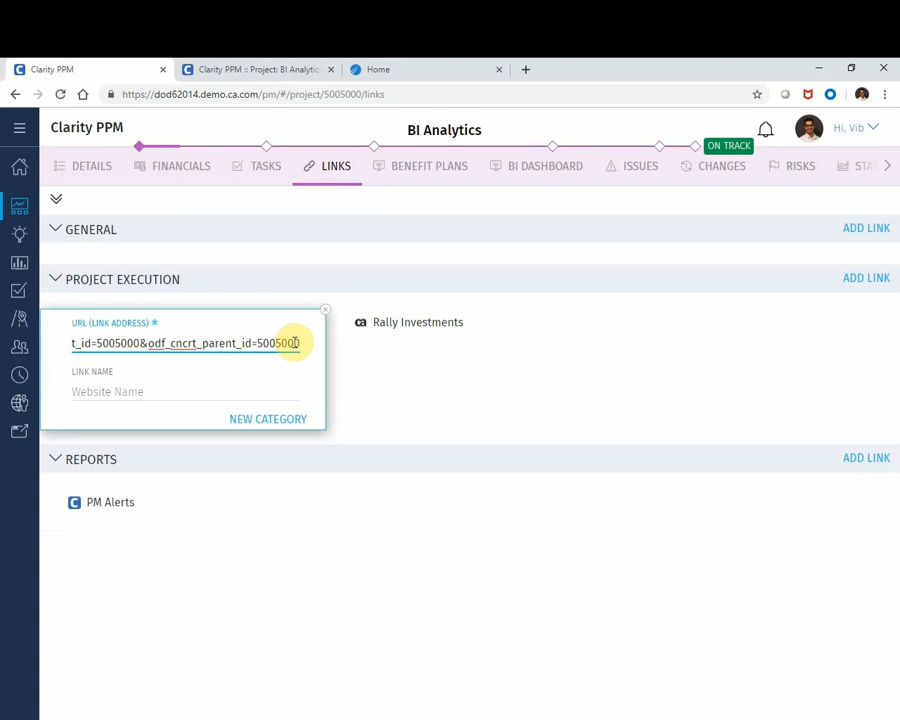 Clarity PPM
Clarity PPM :: Project: BI Analytics
Home
https://dod62014.demo.ca.com/pm/#/project/5005000/links
Clarity PPM
BI Analytics
Hi, Vib
ON TRACK
DETAILS
FINANCIALS
TASKS
LINKS
BENEFIT PLANS
BI DASHBOARD
ISSUES
CHANGES
RISKS
GENERAL
ADD LINK
PROJECT EXECUTION
ADD LINK
URL (LINK ADDRESS) *
t_id=5005000&odf_cncrt_parent_id=5005000
LINK NAME
Website Name
NEW CATEGORY
ca Rally Investments
REPORTS
ADD LINK
C PM Alerts